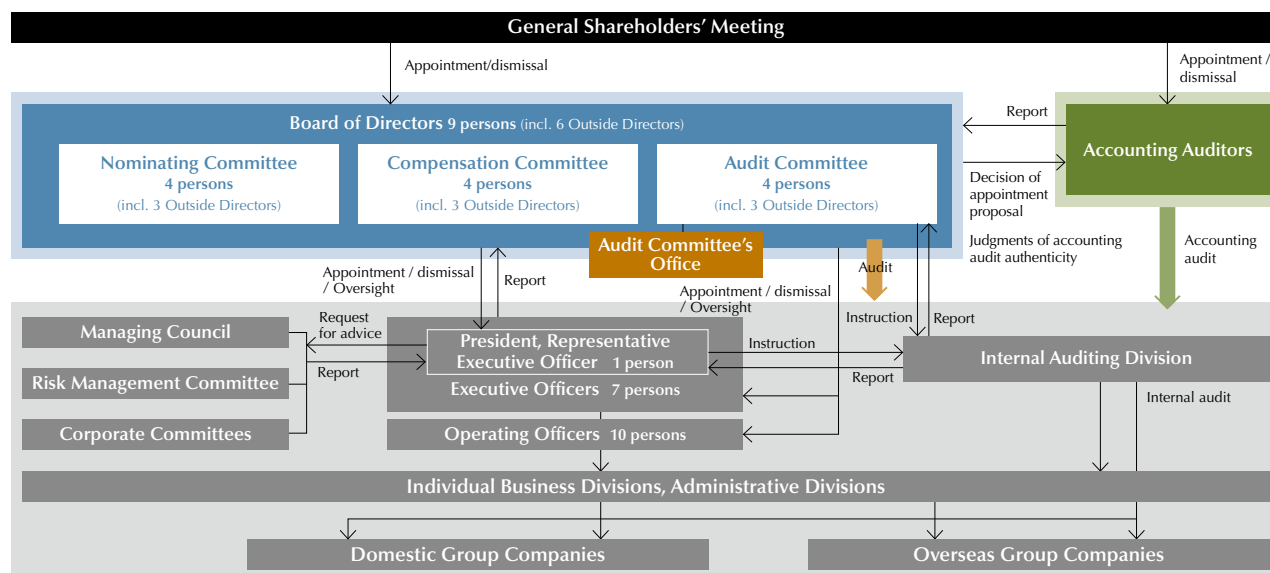 General Shareholders' Meeting
Appointment/dismissal
Appointment /
dismissal
Board of Directors 9 persons (incl. 6 Outside Directors)
Nominating Committee
4 persons
(incl. 3 Outside Directors)
Compensation Committee
4 persons
(incl. 3 Outside Directors)
Audit Committee
4 persons
(incl. 3 Outside Directors)
Report
Accounting Auditors
Decision of
appointment
proposal
Judgments of accounting
audit authenticity
Accounting
audit
Audit Committee's
Office
Audit
Appointment / dismissal
/ Oversight
Report
Appointment / dismissal
/ Oversight
Instruction
Report
Managing Council
Risk Management Committee
Corporate Committees
Request
for advice
Report
President, Representative
Executive Officer 1 person
Executive Officers 7 persons
Operating Officers 10 persons
Instruction
Report
Internal Auditing Division
Internal audit
Individual Business Divisions, Administrative Divisions
Domestic Group Companies
Overseas Group Companies